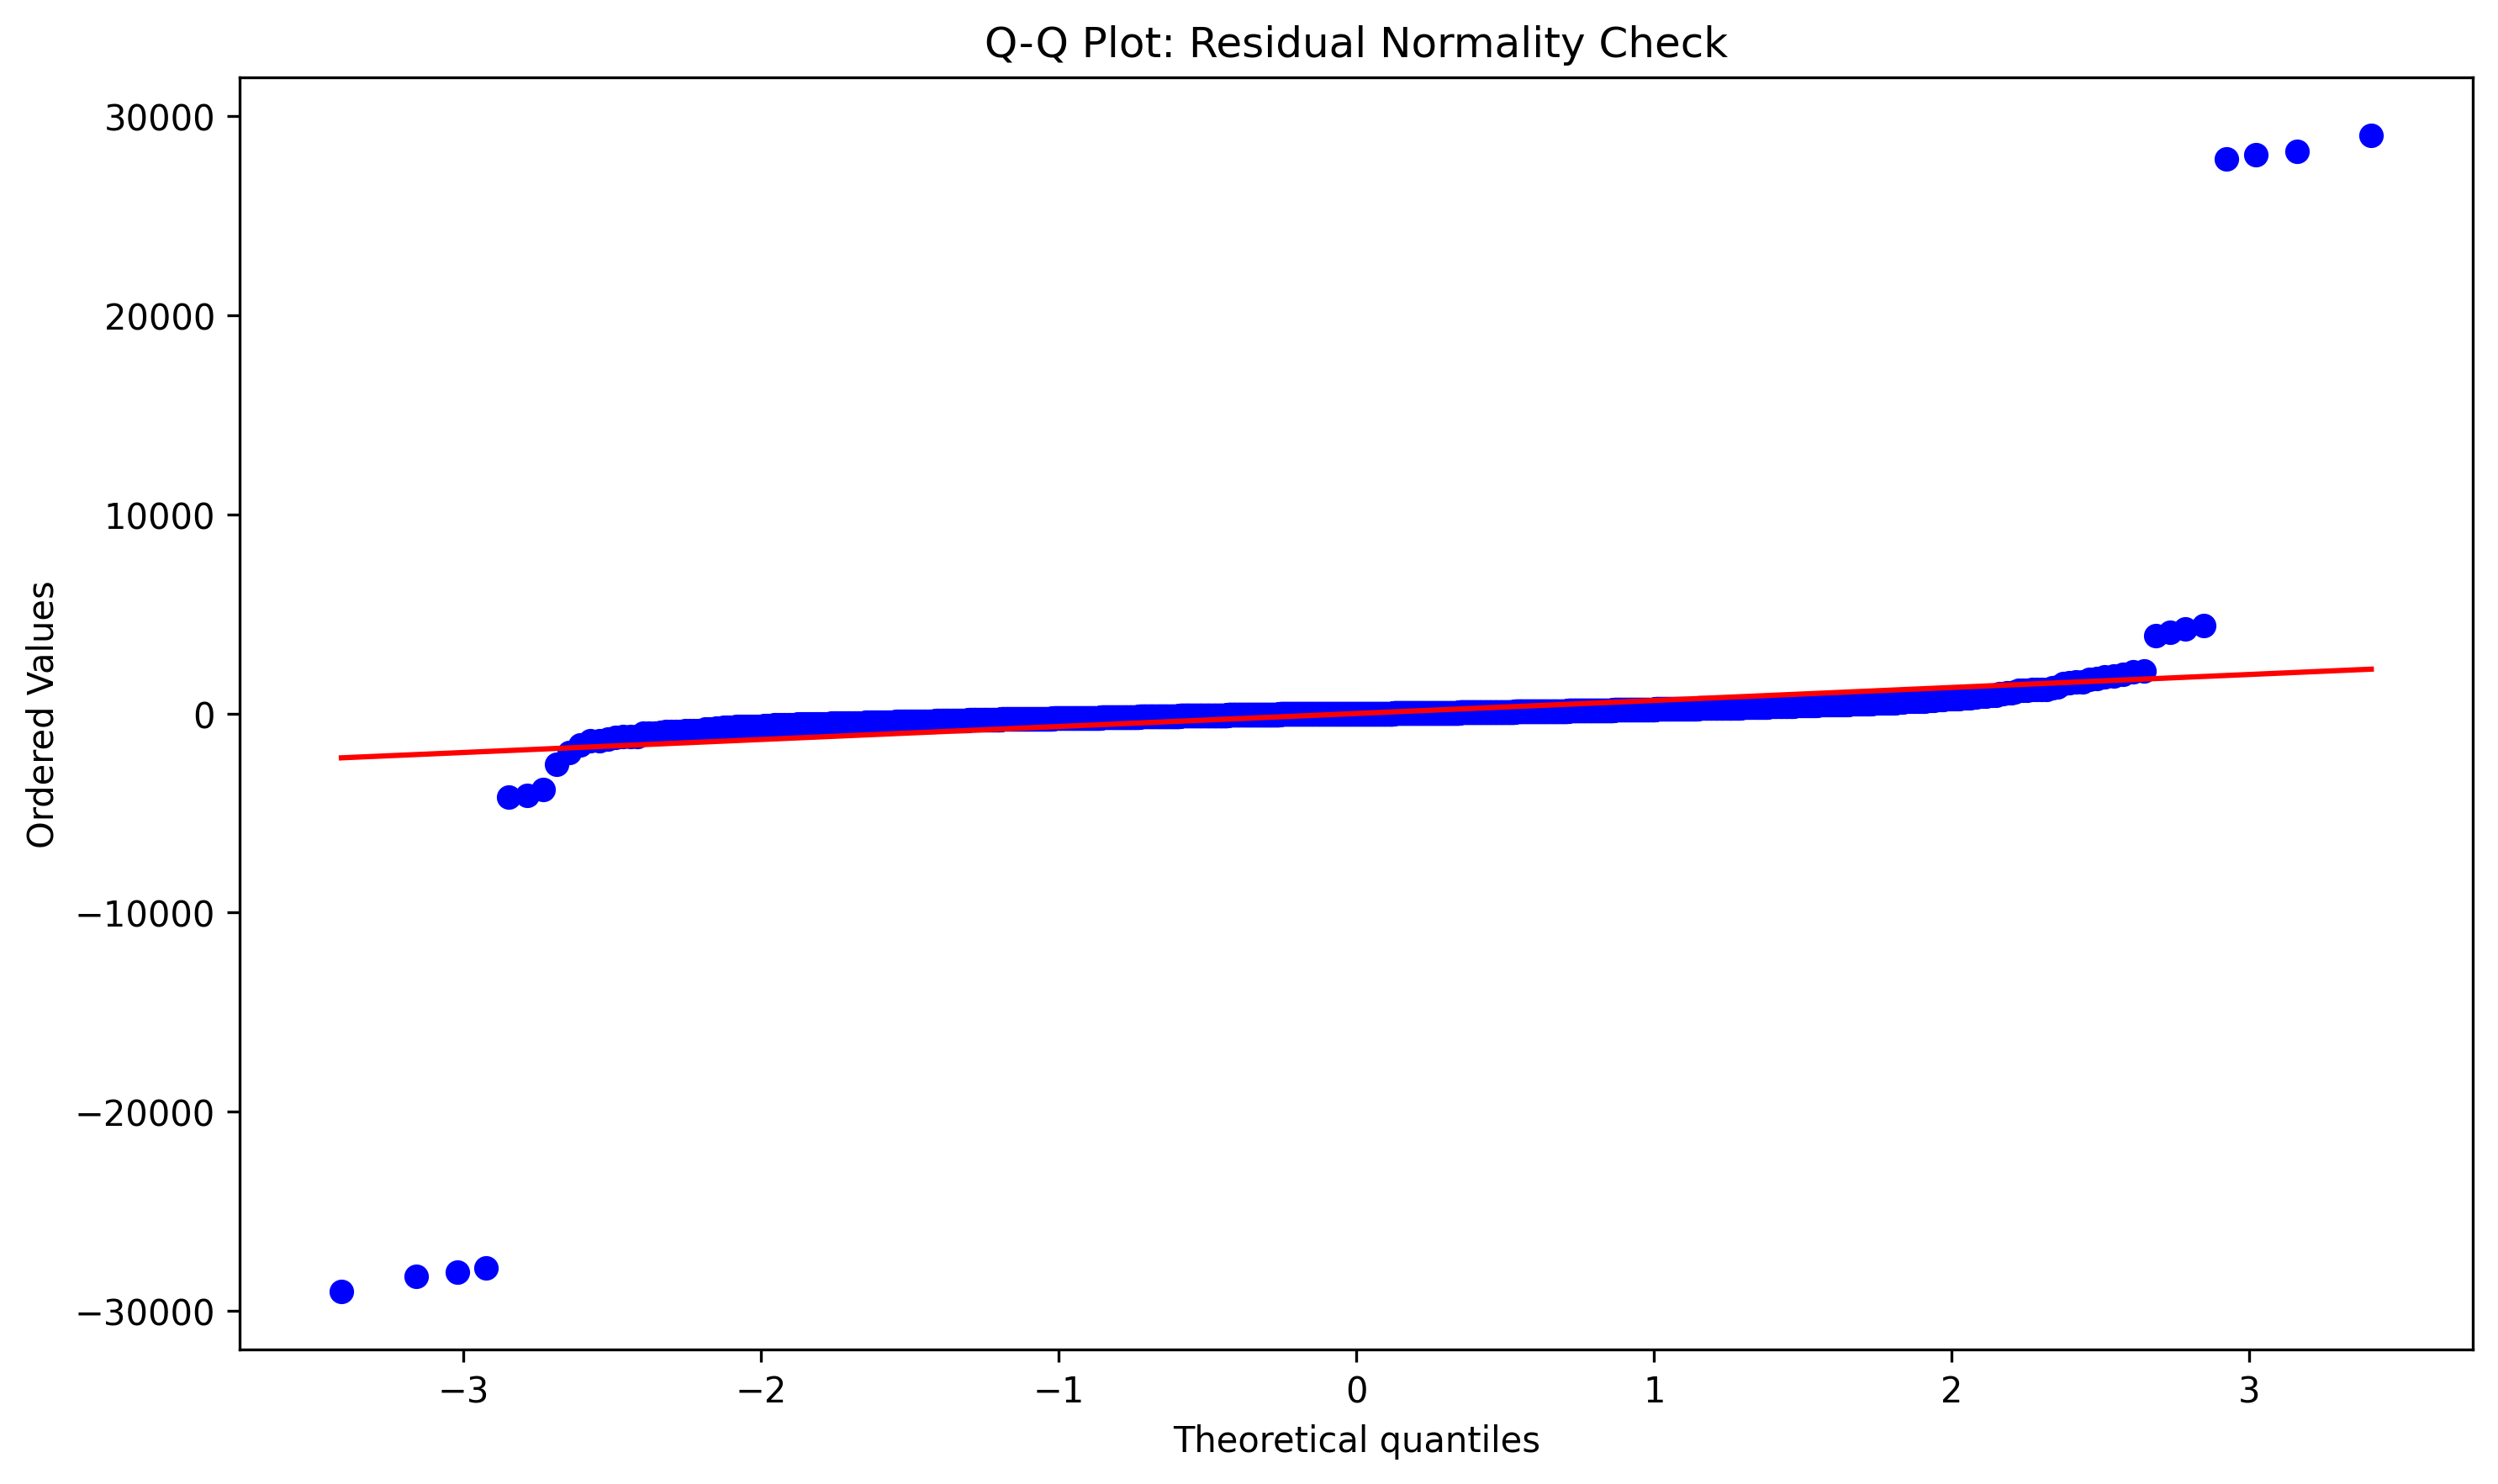 Q-Q Plot: Residual Normality Check
30000
20000
10000
0
−10000
−20000
−30000
Ordered Values
−3 −2 −1 0 1 2 3
Theoretical quantiles